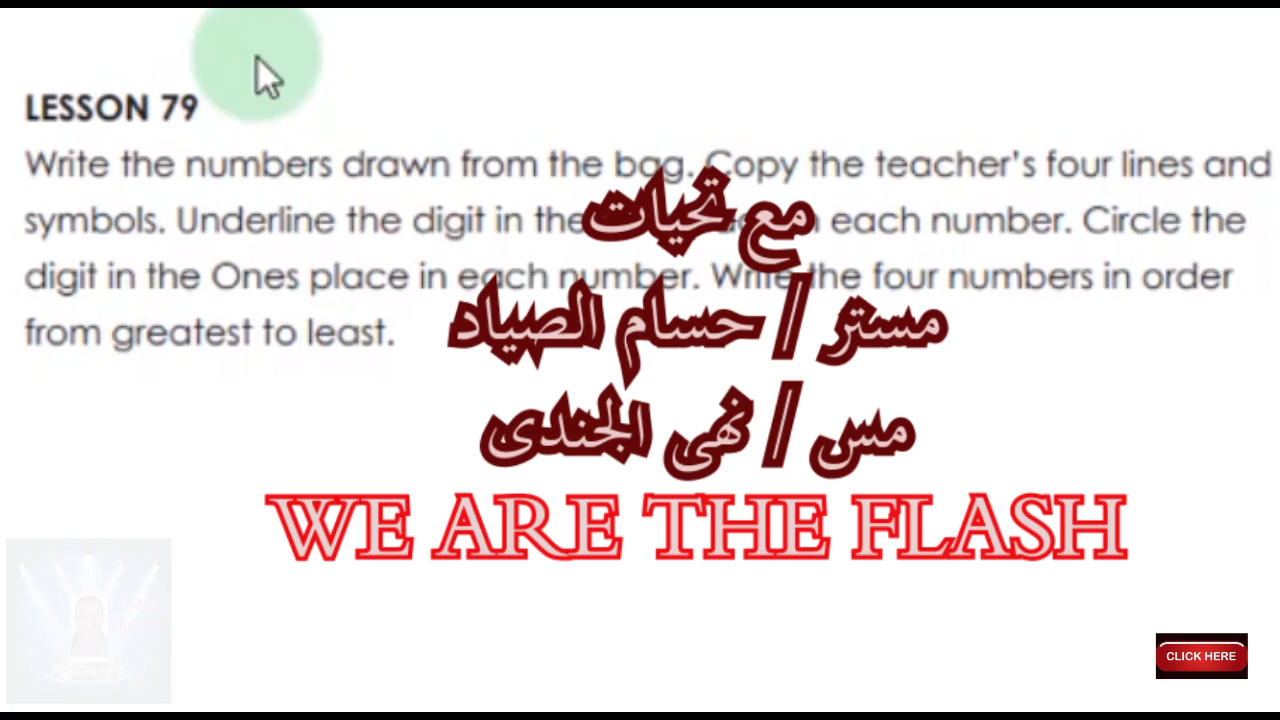 LESSON 79
Write the numbers drawn from the bag. Copy the teacher's four lines and
symbols. Underline the digit in the each number. Circle the
digit in the Ones place in each number. Write the four numbers in order
from greatest to least.
مع تحيات
مستر / حسام الصياد
مس / نهى الجندى
WE ARE THE FLASH
CLICK HERE